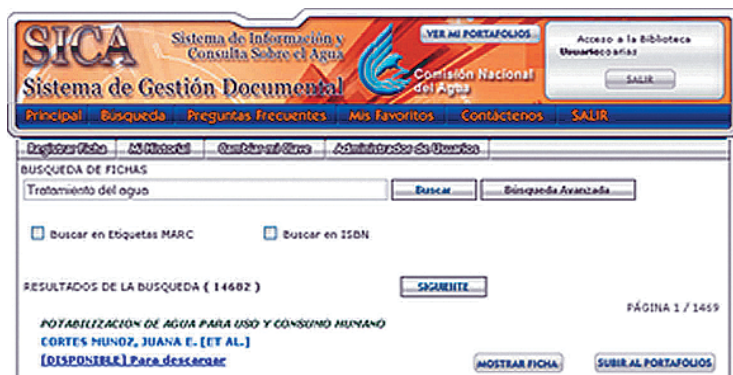 SICA
Sistema de Información y
Consulta Sobre el Agua
Sistema de Gestión Documental
Comisión Nacional
del Agua
VER MI PORTAFOLIOS
Acceso a la Biblioteca
Usuario:coarias
SALIR
Principal Busqueda Preguntas Frecuentes Mis Favoritos Contáctenos SALIR
Registrar Ficha Mi Historial Cambiar mi Clave Administrador de Usuarios
BUSQUEDA DE FICHAS
Tratamiento del agua Buscar Búsqueda Avanzada
Buscar en Etiquetas MARC Buscar en ISBN
RESULTADOS DE LA BUSQUEDA ( 14682 ) SIGUIENTE
PÁGINA 1 / 1469
POTABILIZACION DE AGUA PARA USO Y CONSUMO HUMANO
CORTES MUNOZ, JUANA E. [ET AL.]
[DISPONIBLE] Para descargar MOSTRAR FICHA SUBIR AL PORTAFOLIOS